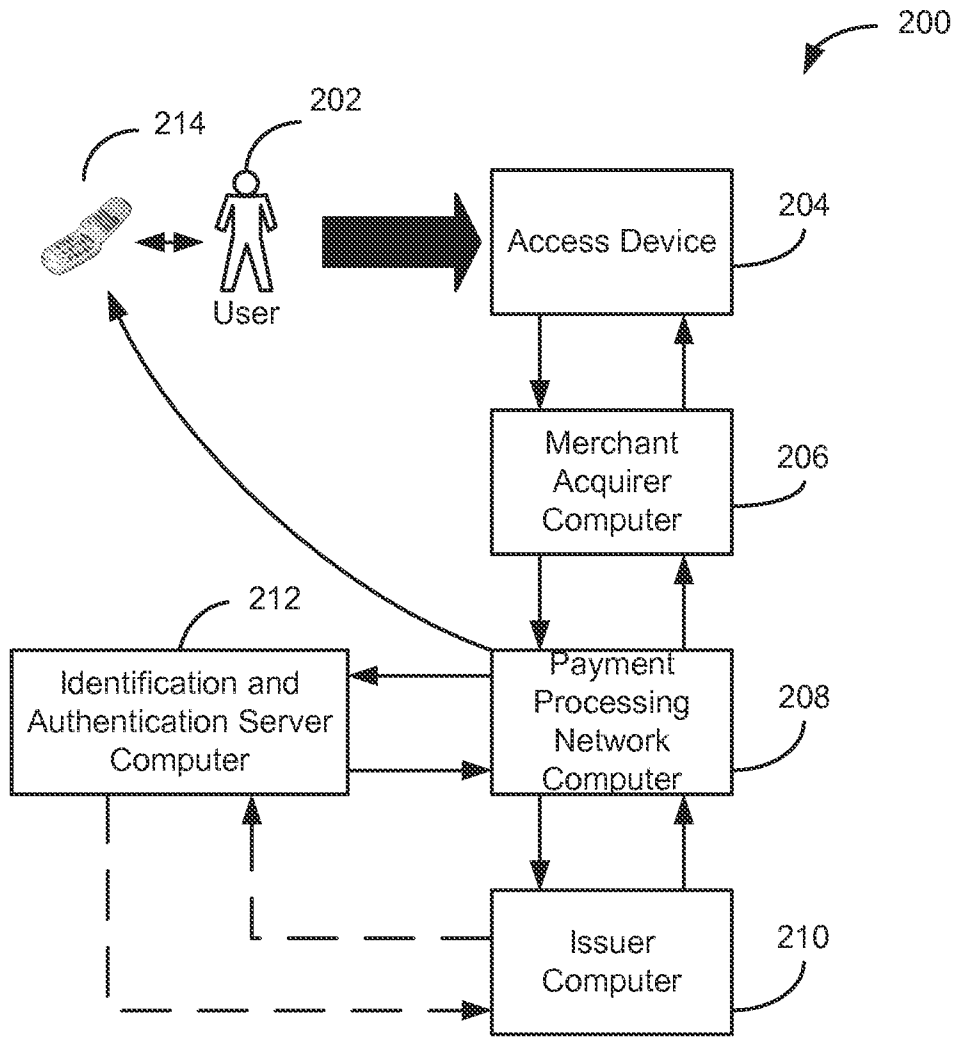 200
202
214
204
Access Device
User
Merchant
Acquirer
Computer
206
212
Identification and
Authentication Server
Computer
Payment
Processing
Network
Computer
208
Issuer
Computer
210